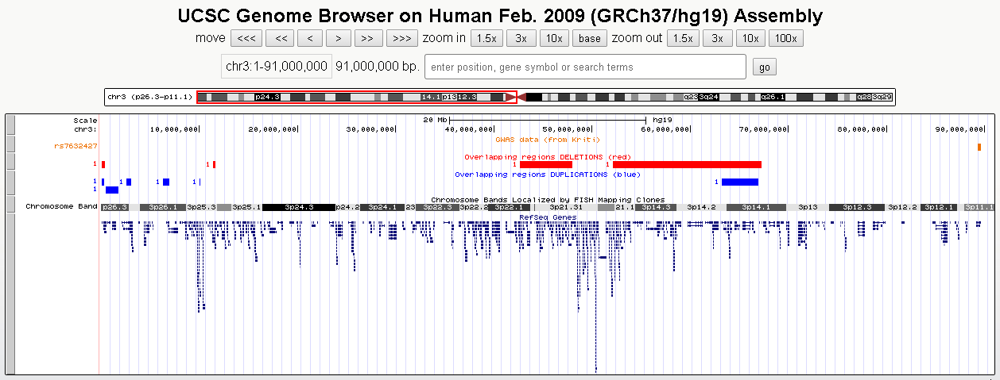 UCSC Genome Browser on Human Feb. 2009 (GRCh37/hg19) Assembly
move <<< << < > >> >>> zoom in 1.5x 3x 10x base zoom out 1.5x 3x 10x 100x
chr3:1-91,000,000 91,000,000 bp. enter position, gene symbol or search terms go
chr3 (p26.3-p11.1) p24.3 14.1 p13 12.3 q23 3q24 q26.1 q28 3q29
Scale 20 Mb hg19
chr3: 10,000,000 20,000,000 30,000,000 40,000,000 50,000,000 60,000,000 70,000,000 80,000,000 90,000,000
GWAS data (from Kriti)
rs7632427
Overlapping regions DELETIONS (red)
1 1 1 1
Overlapping regions DUPLICATIONS (blue)
1 1 1 1 1
1
Chromosome Bands Localized by FISH Mapping Clones
Chromosome Band p26.3 3p26.1 3p25.3 3p25.1 3p24.3 p24.2 3p24.1 23 3p22.3 3p22.2 3p22.1 3p21.31 21.1 3p14.3 3p14.2 3p14.1 3p13 3p12.3 3p12.2 3p12.1 3p11.1
RefSeq Genes